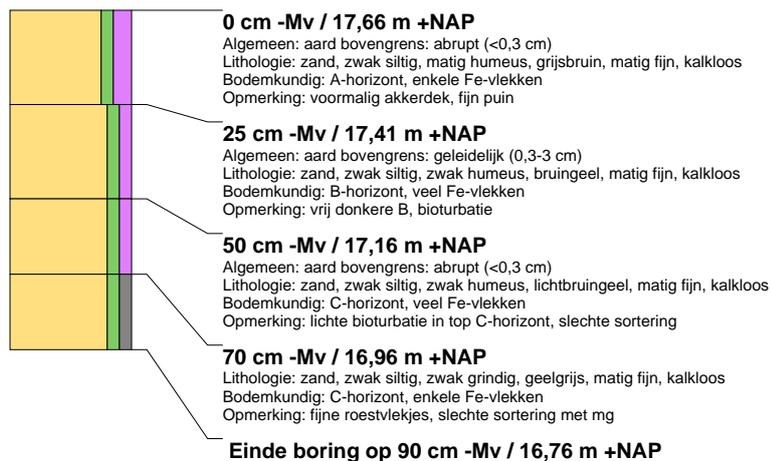 0 cm -Mv / 17,66 m +NAP
Algemeen: aard bovengrens: abrupt (<0,3 cm)
Lithologie: zand, zwak siltig, matig humeus, grijsbruin, matig fijn, kalkloos
Bodemkundig: A-horizont, enkele Fe-vlekken
Opmerking: voormalig akkerdek, fijn puin
25 cm -Mv / 17,41 m +NAP
Algemeen: aard bovengrens: geleidelijk (0,3-3 cm)
Lithologie: zand, zwak siltig, zwak humeus, bruingeel, matig fijn, kalkloos
Bodemkundig: B-horizont, veel Fe-vlekken
Opmerking: vrij donkere B, bioturbatie
50 cm -Mv / 17,16 m +NAP
Algemeen: aard bovengrens: abrupt (<0,3 cm)
Lithologie: zand, zwak siltig, zwak humeus, lichtbruingeel, matig fijn, kalkloos
Bodemkundig: C-horizont, veel Fe-vlekken
Opmerking: lichte bioturbatie in top C-horizont, slechte sortering
70 cm -Mv / 16,96 m +NAP
Lithologie: zand, zwak siltig, zwak grindig, geelgrijs, matig fijn, kalkloos
Bodemkundig: C-horizont, enkele Fe-vlekken
Opmerking: fijne roestvlekjes, slechte sortering met mg
Einde boring op 90 cm -Mv / 16,76 m +NAP